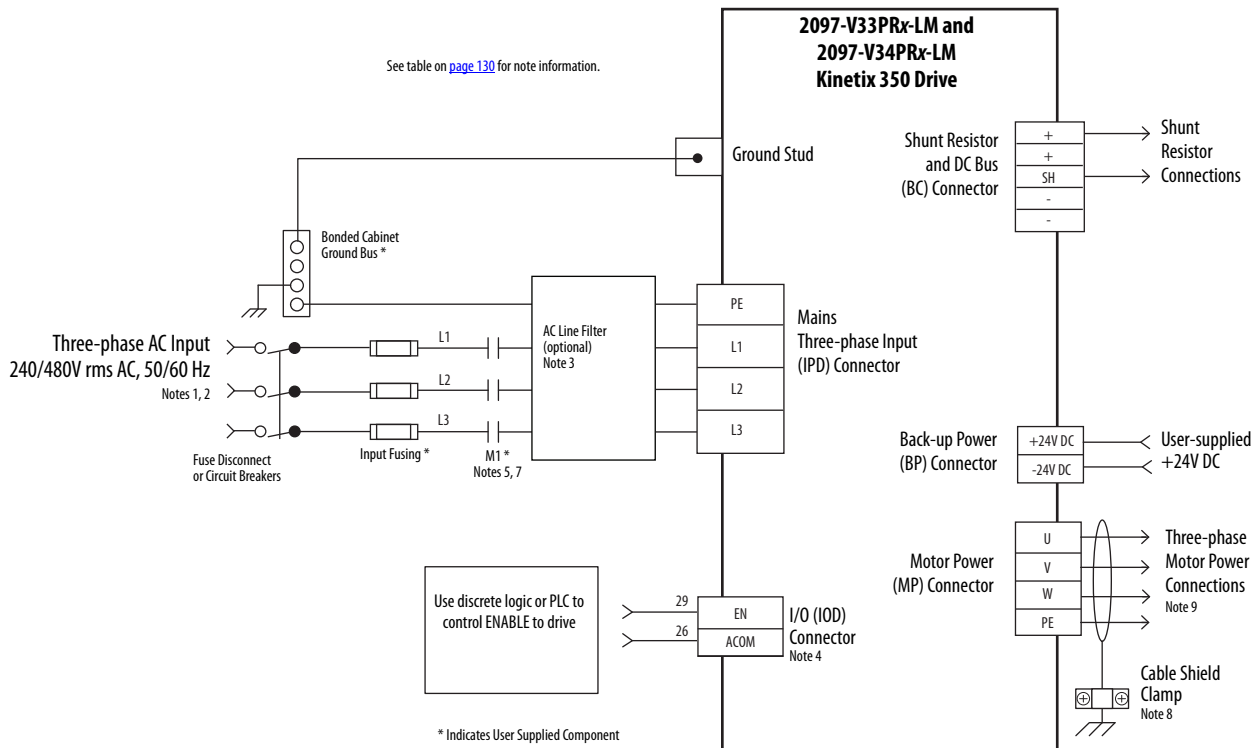 2097-V33PRx-LM and
2097-V34PRx-LM
Kinetix 350 Drive
See table on page 130 for note information.
Ground Stud
Shunt Resistor
and DC Bus
(BC) Connector
+
+
SH
-
-
Shunt
Resistor
Connections
Bonded Cabinet
Ground Bus *
Three-phase AC Input
240/480V rms AC, 50/60 Hz
Notes 1, 2
Fuse Disconnect
or Circuit Breakers
L1
L2
L3
Input Fusing *
M1 *
Notes 5, 7
AC Line Filter
(optional)
Note 3
PE
L1
L2
L3
Mains
Three-phase Input
(IPD) Connector
Back-up Power
(BP) Connector
+24V DC
-24V DC
User-supplied
+24V DC
Motor Power
(MP) Connector
U
V
W
PE
Three-phase
Motor Power
Connections
Note 9
Use discrete logic or PLC to
control ENABLE to drive
29
26
EN
ACOM
I/O (IOD)
Connector
Note 4
Cable Shield
Clamp
Note 8
* Indicates User Supplied Component